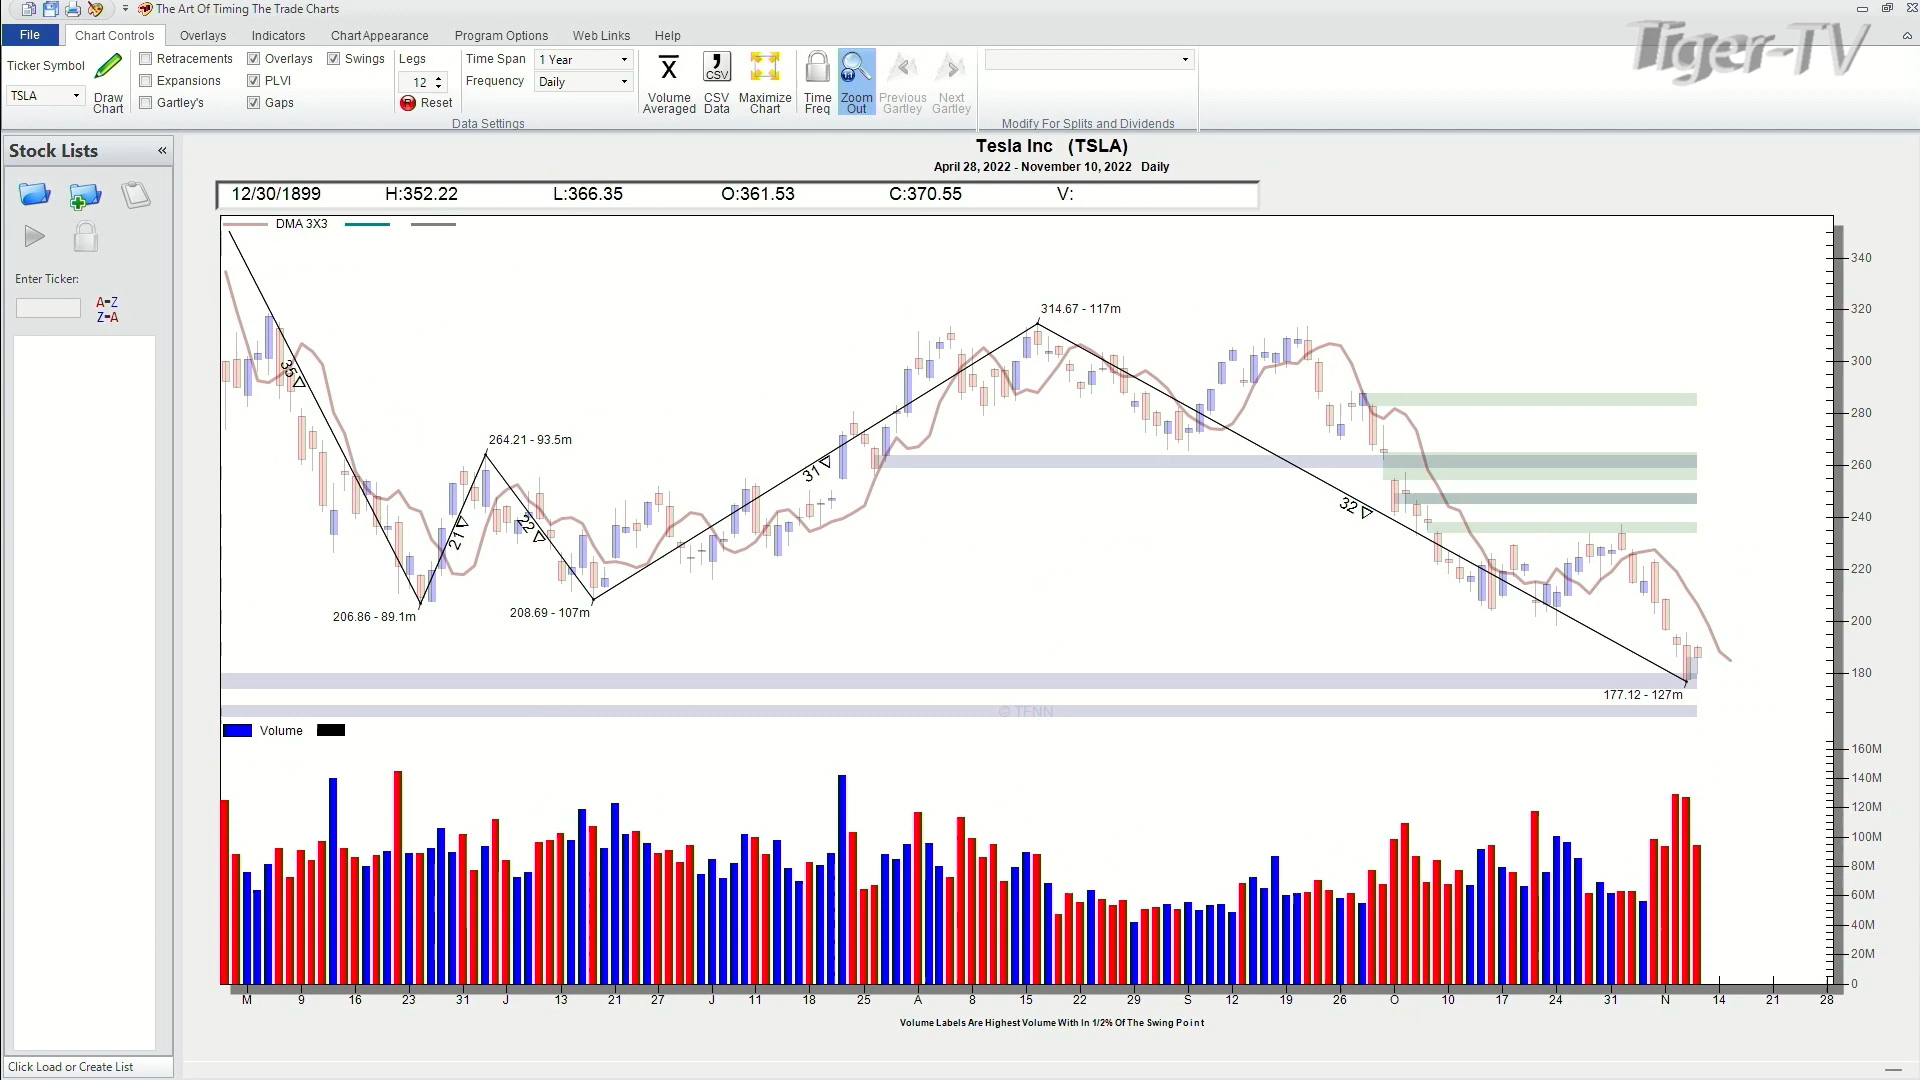 The Art Of Timing The Trade Charts
Tiger-TV
File Chart Controls Overlays Indicators Chart Appearance Program Options Web Links Help
Ticker Symbol
TSLA
Draw Chart
Retracements
Expansions
Gartley's
Overlays
PLVI
Gaps
Swings
Legs
12
Reset
Time Span 1 Year
Frequency Daily
Data Settings
Volume Averaged
CSV
CSV Data
Maximize Chart
Time Freq
Zoom Out
Previous Gartley
Next Gartley
Modify For Splits and Dividends
Stock Lists «
Enter Ticker:
A=Z
Z=A
Click Load or Create List
Tesla Inc (TSLA)
April 28, 2022 - November 10, 2022 Daily
12/30/1899 H:352.22 L:366.35 O:361.53 C:370.55 V:
DMA 3X3
314.67 - 117m
264.21 - 93.5m
206.86 - 89.1m
208.69 - 107m
177.12 - 127m
35
21
22
31
32
340
320
300
280
260
240
220
200
180
© TFNN
Volume
160M
140M
120M
100M
80M
60M
40M
20M
0
M 9 16 23 31 J 13 21 27 J 11 18 25 A 8 15 22 29 S 12 19 26 O 10 17 24 31 N 14 21 28
Volume Labels Are Highest Volume With In 1/2% Of The Swing Point